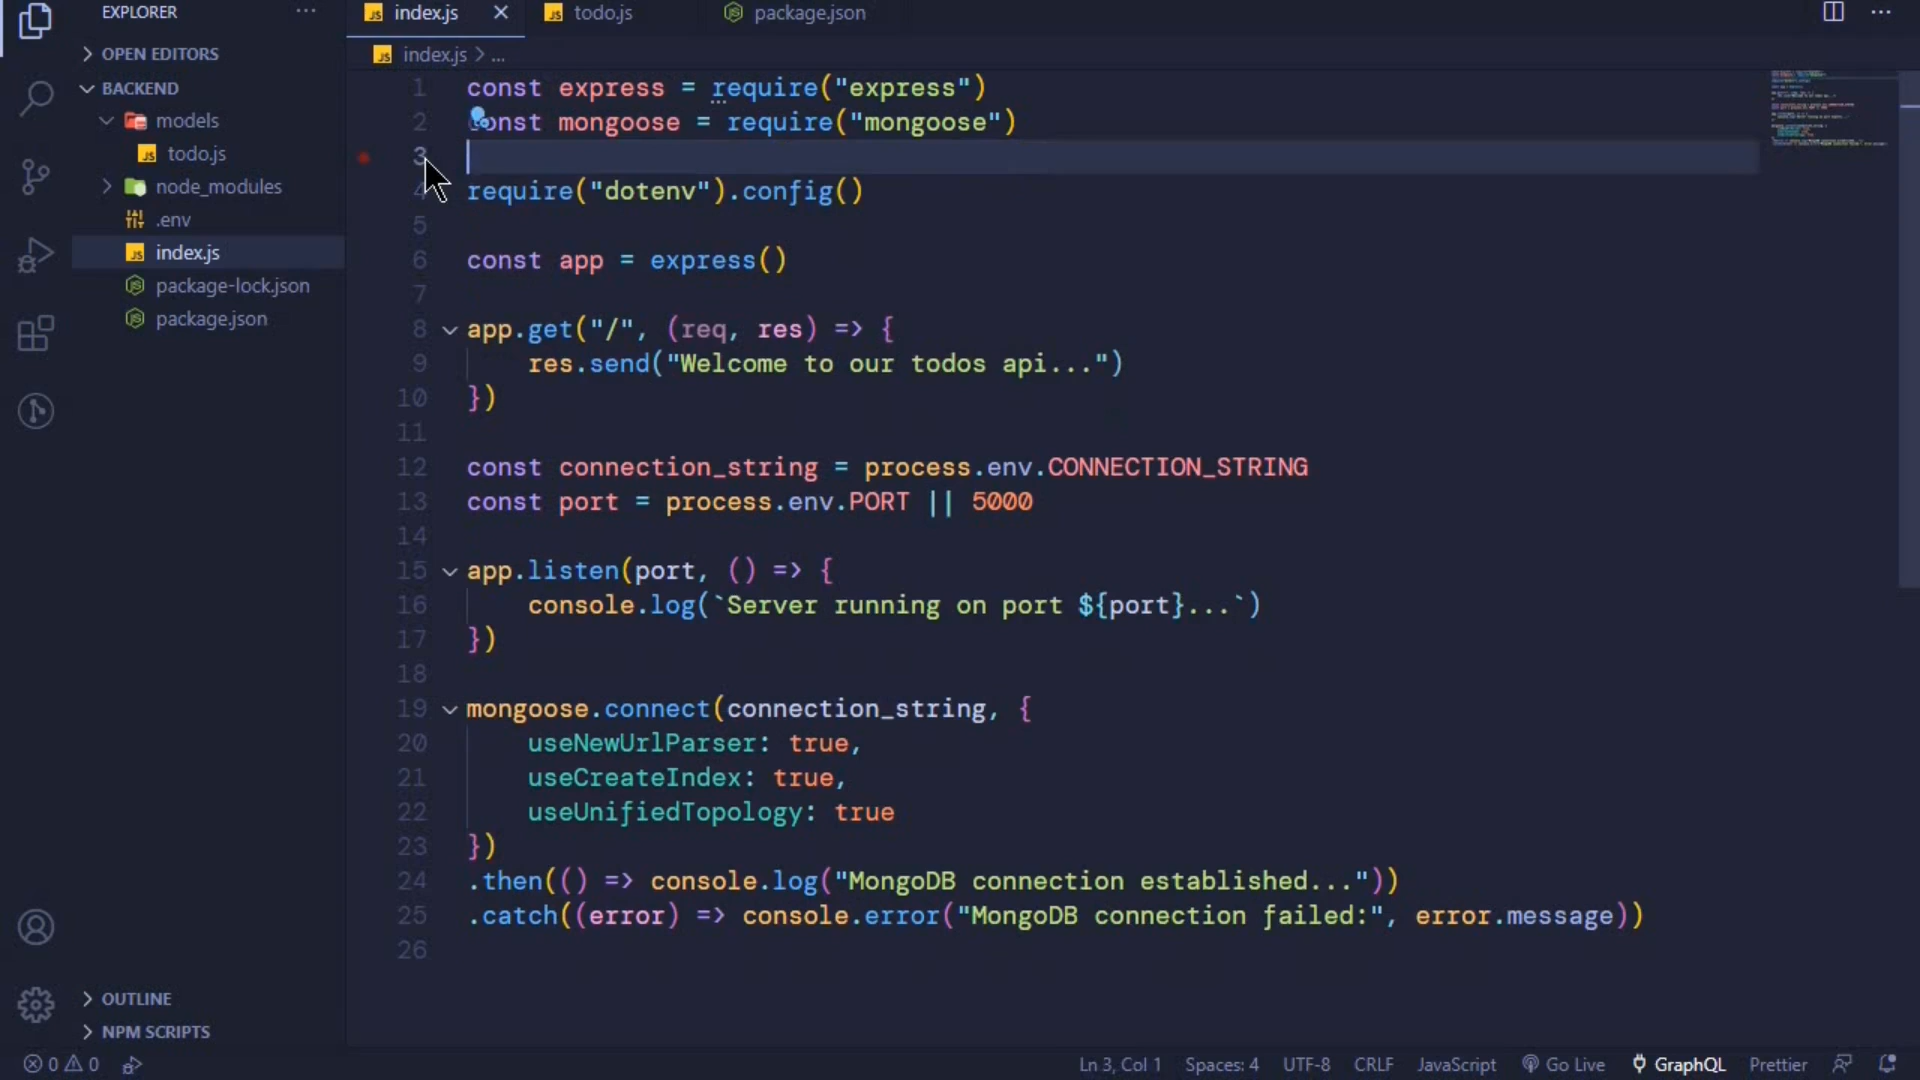 EXPLORER
OPEN EDITORS
BACKEND
models
todo.js
node_modules
.env
index.js
package-lock.json
package.json
OUTLINE
NPM SCRIPTS
index.js
todo.js
package.json
index.js > ...
1 const express = require("express")
2 const mongoose = require("mongoose")
3
4 require("dotenv").config()
5
6 const app = express()
7
8 app.get("/", (req, res) => {
9 res.send("Welcome to our todos api...")
10 })
11
12 const connection_string = process.env.CONNECTION_STRING
13 const port = process.env.PORT || 5000
14
15 app.listen(port, () => {
16 console.log(`Server running on port ${port}...`)
17 })
18
19 mongoose.connect(connection_string, {
20 useNewUrlParser: true,
21 useCreateIndex: true,
22 useUnifiedTopology: true
23 })
24 .then(() => console.log("MongoDB connection established..."))
25 .catch((error) => console.error("MongoDB connection failed:", error.message))
26
0 0
Ln 3, Col 1 Spaces: 4 UTF-8 CRLF JavaScript Go Live GraphQL Prettier